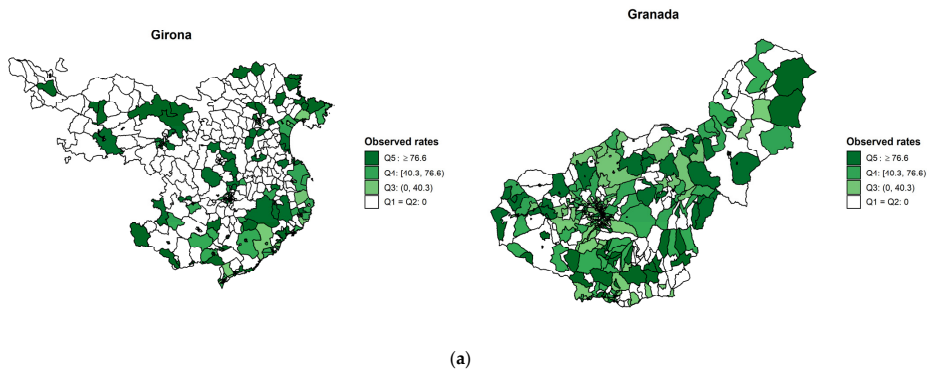 Girona
Observed rates
Q5 : ≥ 76.6
Q4: [40.3, 76.6)
Q3: (0, 40.3)
Q1 = Q2: 0
Granada
Observed rates
Q5 : ≥ 76.6
Q4: [40.3, 76.6)
Q3: (0, 40.3)
Q1 = Q2: 0
(a)